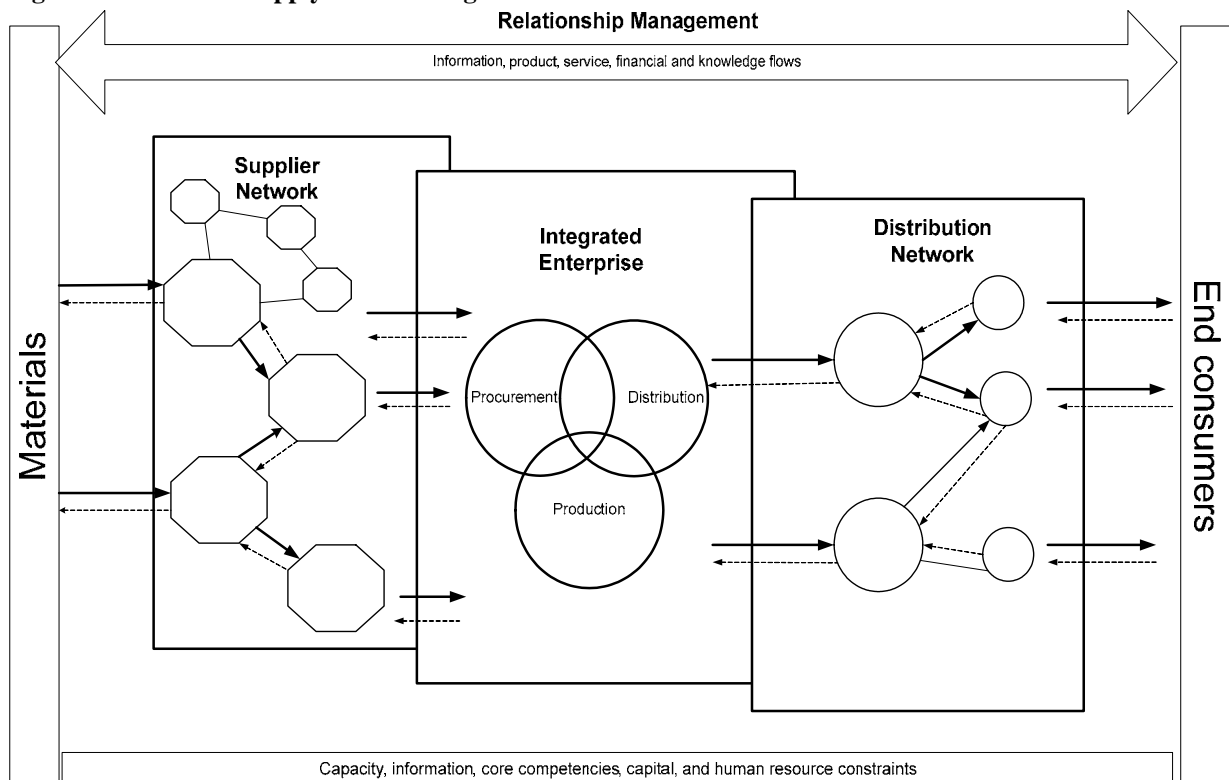 Relationship Management
Information, product, service, financial and knowledge flows
Supplier
Network
Integrated
Enterprise
Distribution
Network
Materials
Procurement
Distribution
Production
End consumers
Capacity, information, core competencies, capital, and human resource constraints